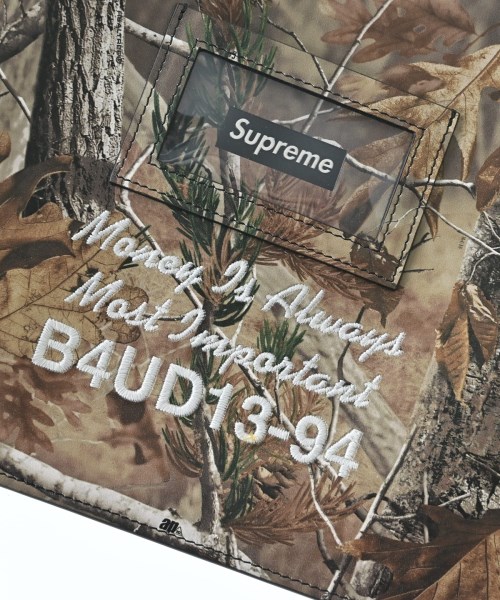 Supreme
Money Is Always
Most Important
B4UD13-94